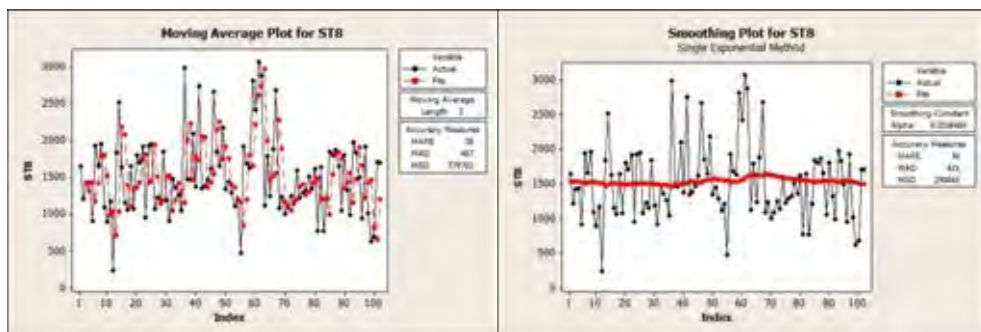 Moving Average Plot for ST8
ST8
3000
2500
2000
1500
1000
500
0
1 10 20 30 40 50 60 70 80 90 100
Index
Variable
Actual
Fits
Moving Average
Length 2
Accuracy Measures
MAPE
MAD
MSD
Smoothing Plot for ST8
Single Exponential Method
ST8
3000
2500
2000
1500
1000
500
0
1 10 20 30 40 50 60 70 80 90 100
Index
Variable
Actual
Fits
Smoothing Constant
Alpha
Accuracy Measures
MAPE
MAD
MSD